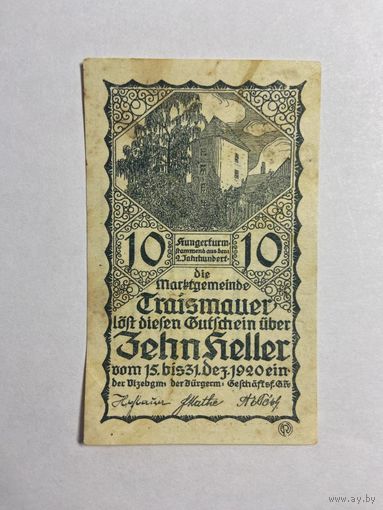 10 Hungerturm 10
stammend aus dem
2. Jahrhundert
die
Marktgemeinde
Traismauer
löst diesen Gutschein über
Zehn Heller
vom 15. bis 31. dez. 1920 ein
der Vizebgm. der Bürgerm. Geschäftsf. G.R.
www.ay.by